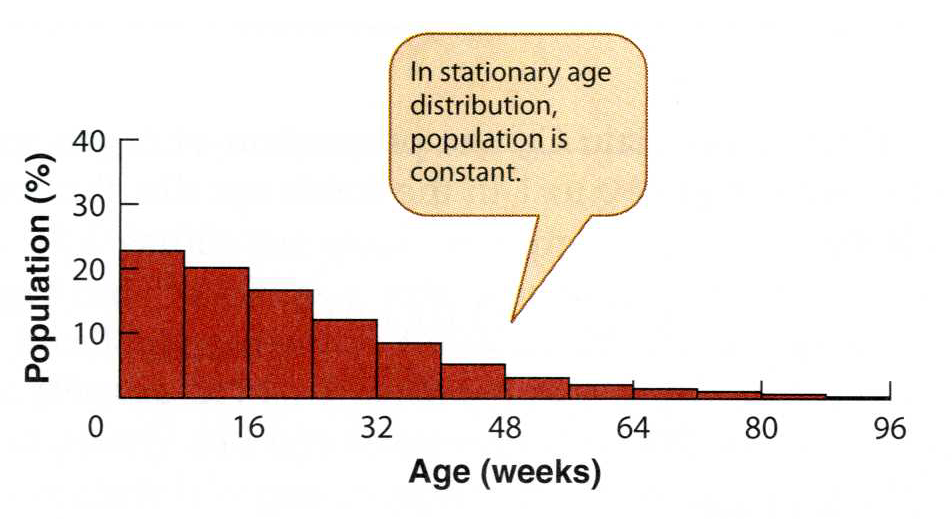 In stationary age
distribution,
population is
constant.
40
30
20
10
Population (%)
0 16 32 48 64 80 96
Age (weeks)